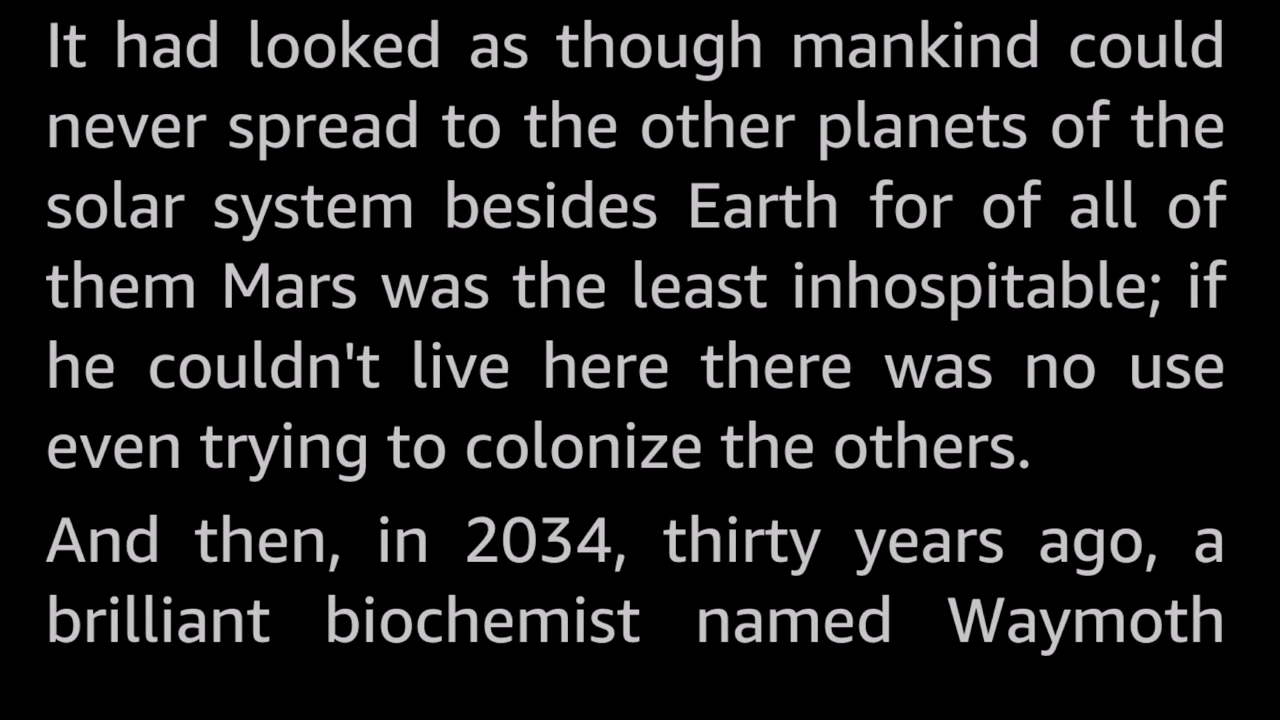 It had looked as though mankind could
never spread to the other planets of the
solar system besides Earth for of all of
them Mars was the least inhospitable; if
he couldn't live here there was no use
even trying to colonize the others.
And then, in 2034, thirty years ago, a
brilliant biochemist named Waymoth